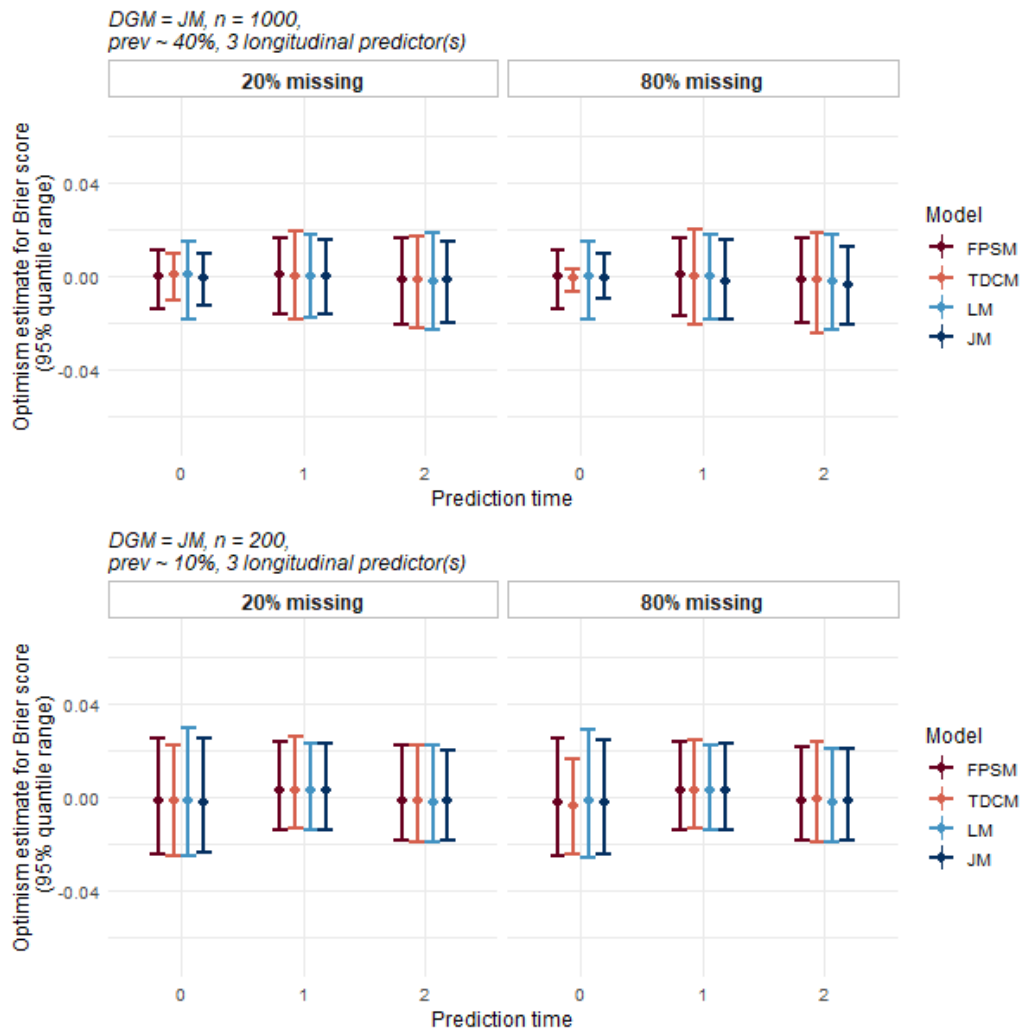 DGM = JM, n = 1000,
prev ~ 40%, 3 longitudinal predictor(s)
20% missing
80% missing
Optimism estimate for Brier score
(95% quantile range)
0.04
0.00
-0.04
0 1 2
0 1 2
Prediction time
Model
FPSM
TDCM
LM
JM
DGM = JM, n = 200,
prev ~ 10%, 3 longitudinal predictor(s)
20% missing
80% missing
Optimism estimate for Brier score
(95% quantile range)
0.04
0.00
-0.04
0 1 2
0 1 2
Prediction time
Model
FPSM
TDCM
LM
JM